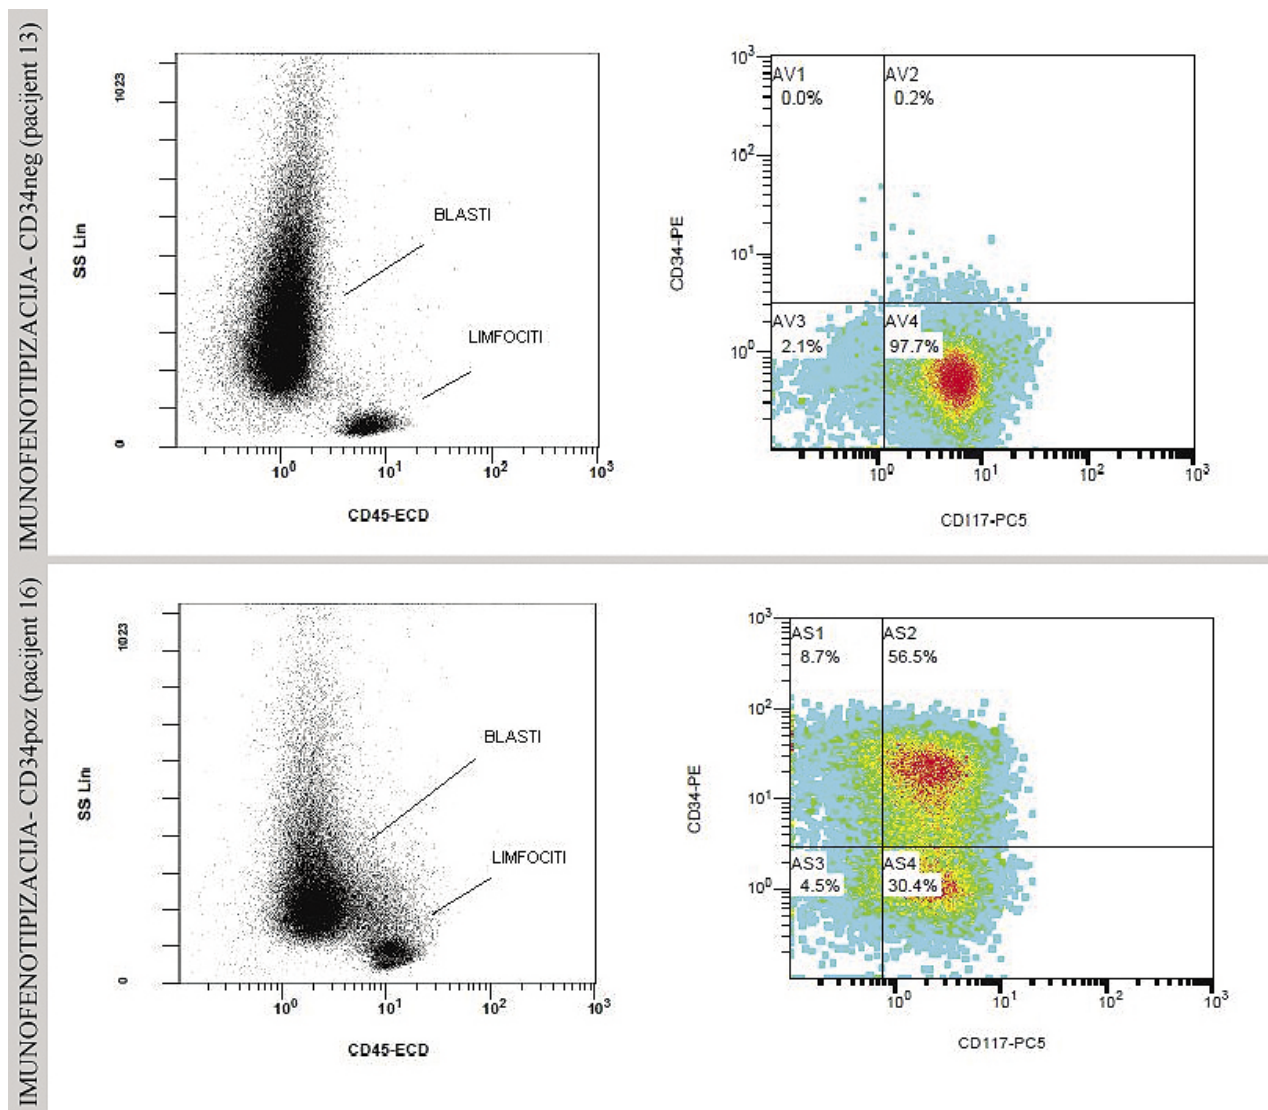 IMUNOFENOTIPIZACIJA- CD34neg (pacijent 13)
1023
SS Lin
0
BLASTI
LIMFOCITI
10⁰ 10¹ 10² 10³
CD45-ECD
10³
10²
10¹
10⁰
CD34-PE
AV1 AV2
0.0% 0.2%
AV3 AV4
2.1% 97.7%
10⁰ 10¹ 10² 10³
CD117-PC5
IMUNOFENOTIPIZACIJA- CD34poz (pacijent 16)
1023
SS Lin
0
BLASTI
LIMFOCITI
10⁰ 10¹ 10² 10³
CD45-ECD
10³
10²
10¹
10⁰
CD34-PE
AS1 AS2
8.7% 56.5%
AS3 AS4
4.5% 30.4%
10⁰ 10¹ 10² 10³
CD117-PC5